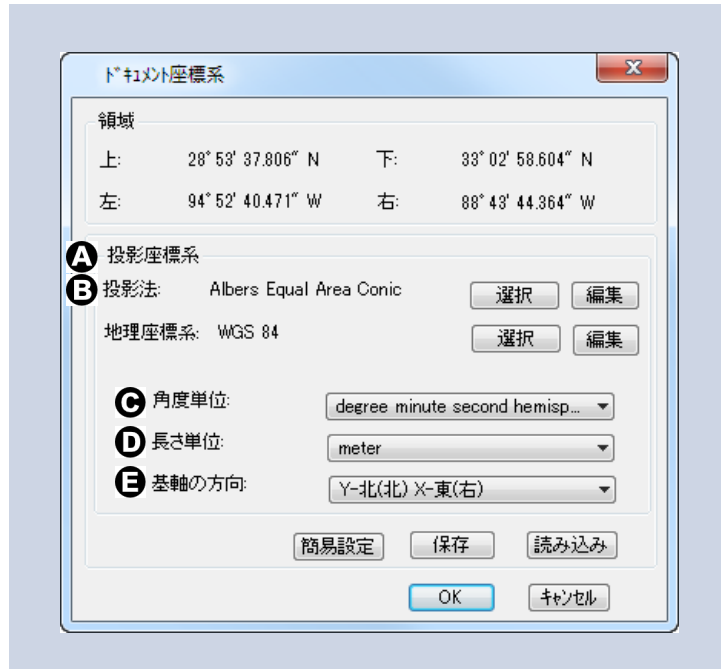 ドキュメント座標系
X
領域
上: 28° 53' 37.806" N 下: 33° 02' 58.604" N
左: 94° 52' 40.471" W 右: 88° 43' 44.364" W
A 投影座標系
B 投影法: Albers Equal Area Conic 選択 編集
地理座標系: WGS 84 選択 編集
C 角度単位: degree minute second hemisp...
D 長さ単位: meter
E 基軸の方向: Y-北(北) X-東(右)
簡易設定 保存 読み込み
OK キャンセル